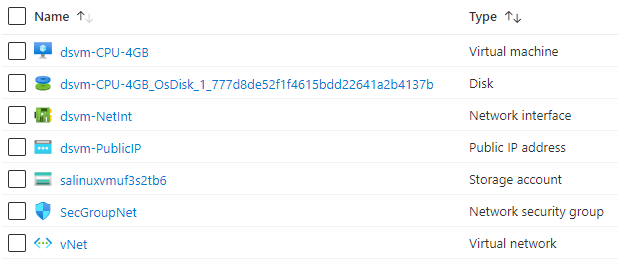 Name ↑↓ Type ↑↓
dsvm-CPU-4GB Virtual machine
dsvm-CPU-4GB_OsDisk_1_777d8de52f1f4615bdd22641a2b4137b Disk
dsvm-NetInt Network interface
dsvm-PublicIP Public IP address
salinuxvmuf3s2tb6 Storage account
SecGroupNet Network security group
vNet Virtual network